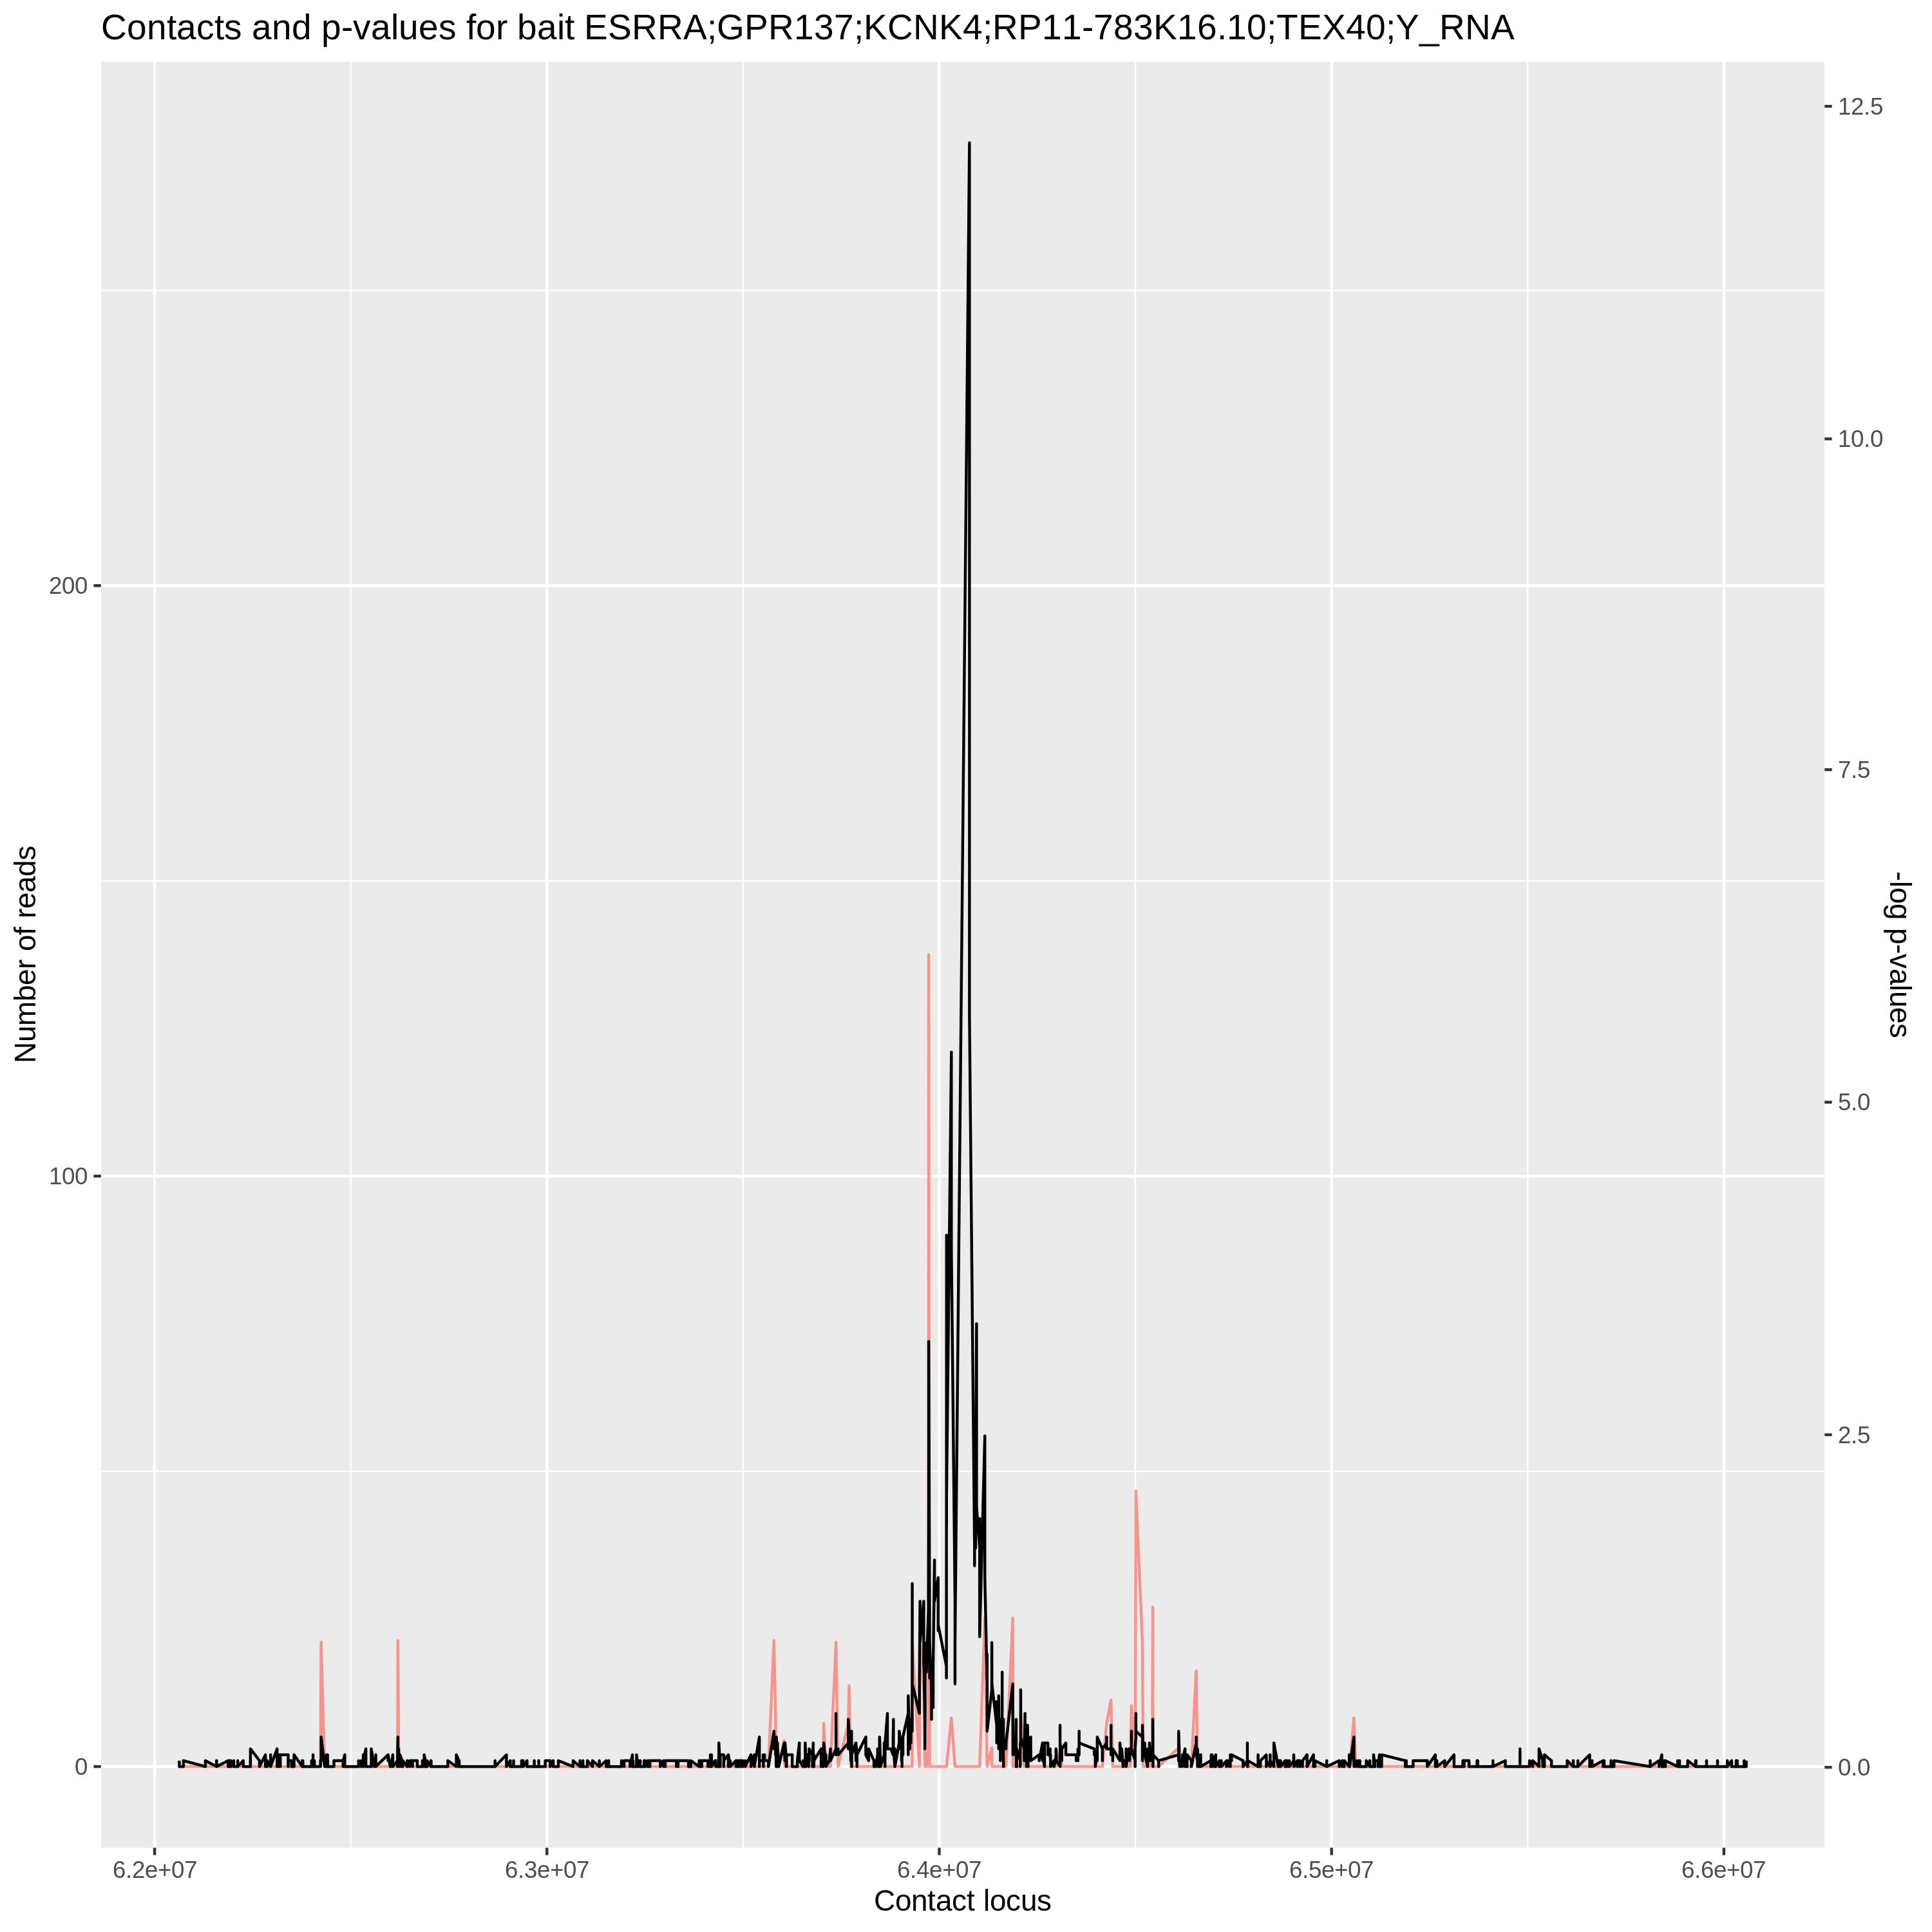 Contacts and p-values for bait ESRRA;GPR137;KCNK4;RP11-783K16.10;TEX40;Y_RNA
12.5
10.0
200
7.5
Number of reads
-log p-values
5.0
100
2.5
0
0.0
6.2e+07
6.3e+07
6.4e+07
6.5e+07
6.6e+07
Contact locus